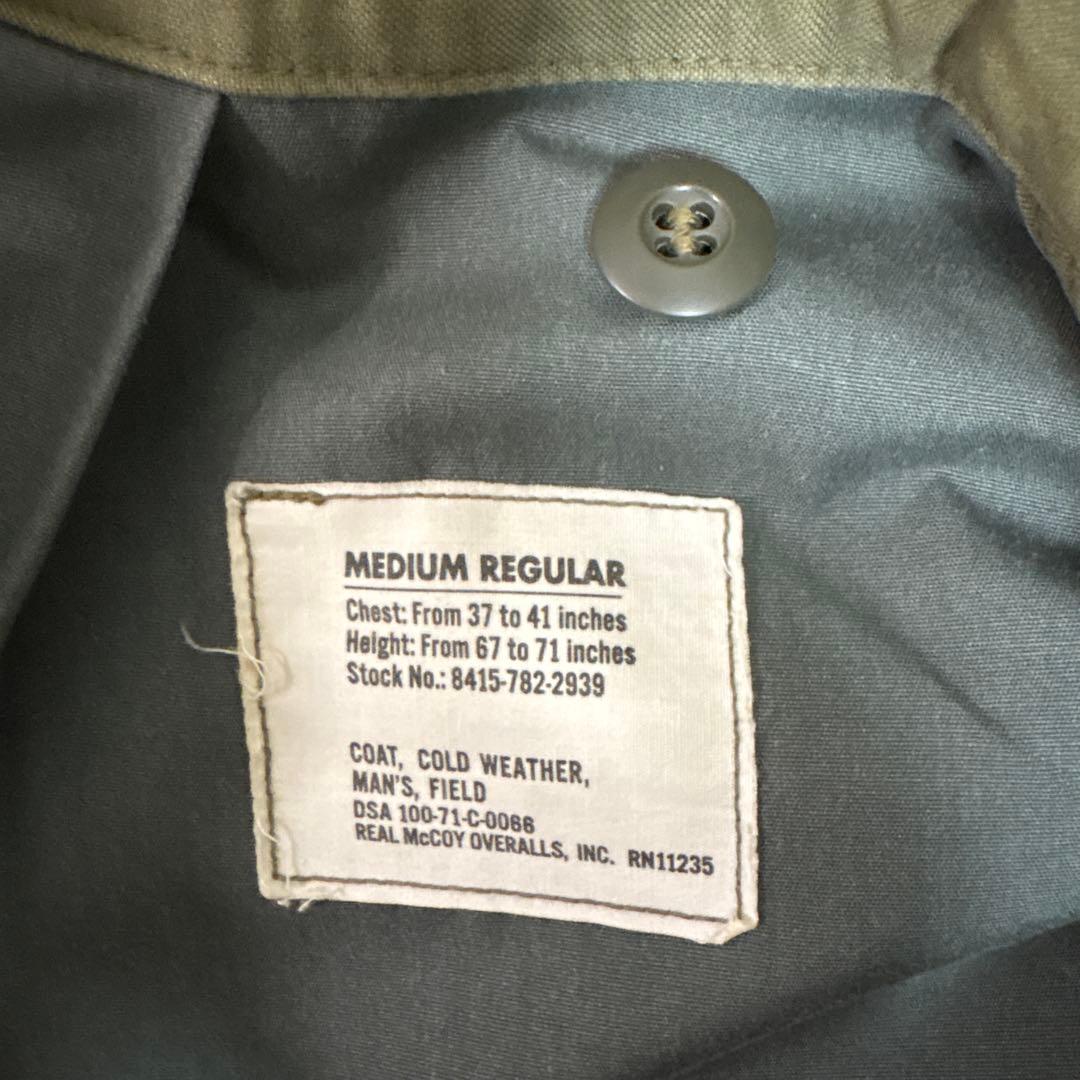 MEDIUM REGULAR
Chest: From 37 to 41 inches
Height: From 67 to 71 inches
Stock No.: 8415-782-2939
COAT, COLD WEATHER,
MAN'S, FIELD
DSA 100-71-C-0066
REAL McCOY OVERALLS, INC. RN11235